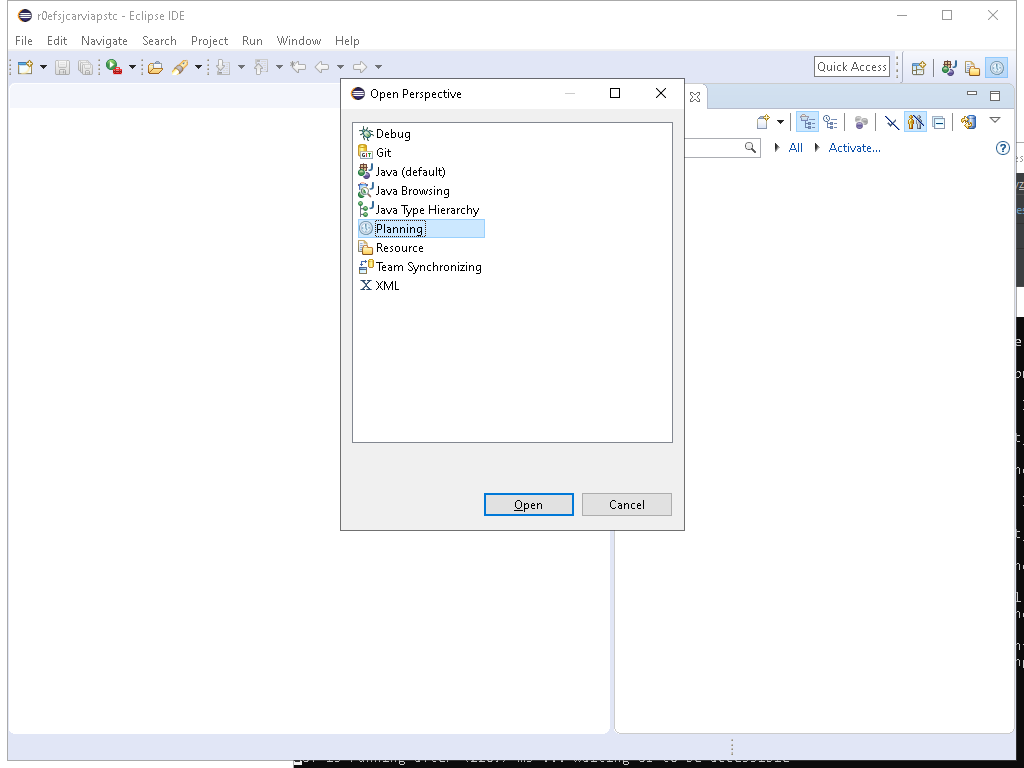 r0efsjcarviapstc - Eclipse IDE
File Edit Navigate Search Project Run Window Help
Quick Access
Open Perspective
All Activate...
Debug
Git
Java (default)
Java Browsing
Java Type Hierarchy
Planning
Resource
Team Synchronizing
XML
Open Cancel